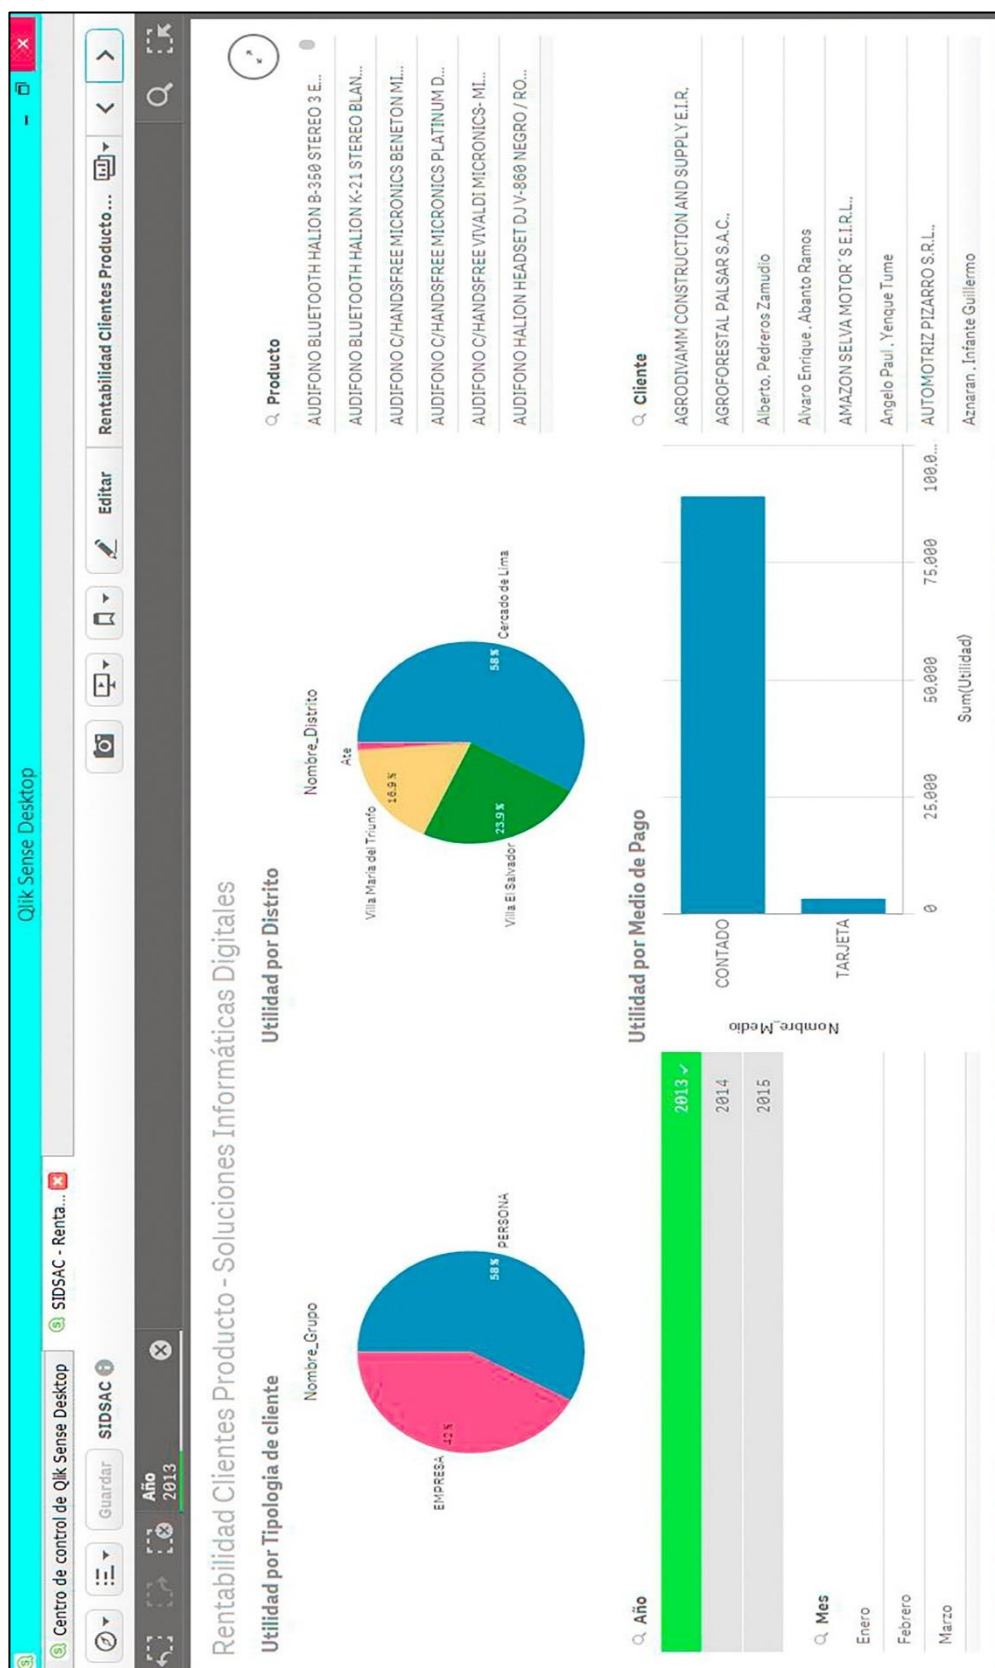 Qlik Sense Desktop
Centro de control de Qlik Sense Desktop
SIDSAC - Renta...
Guardar
SIDSAC
Editar
Rentabilidad Clientes Producto...
Año
2013
Rentabilidad Clientes Producto - Soluciones Informáticas Digitales
Utilidad por Tipologia de cliente
Nombre_Grupo
EMPRESA
42%
58%
PERSONA
Utilidad por Distrito
Nombre_Distrito
Ate
Villa Maria del Triunfo
16.9%
Villa El Salvador
23.9%
58%
Cercado de Lima
Producto
AUDIFONO BLUETOOTH HALION B-350 STEREO 3 E...
AUDIFONO BLUETOOTH HALION K-21 STEREO BLAN...
AUDIFONO C/HANDSFREE MICRONICS BENETON MI...
AUDIFONO C/HANDSFREE MICRONICS PLATINUM D...
AUDIFONO C/HANDSFREE VIVALDI MICRONICS- MI...
AUDIFONO HALION HEADSET DJ V-860 NEGRO / RO...
Año
2013
2014
2015
Mes
Enero
Febrero
Marzo
Utilidad por Medio de Pago
Nombre_Medio
CONTADO
TARJETA
0
25.000
50.000
75.000
100.0...
Sum(Utilidad)
Cliente
AGRODIVAMM CONSTRUCTION AND SUPPLY E.I.R.
AGROFORESTAL PALSAR S.A.C..
Alberto, Pedreros Zamudio
Alvaro Enrique , Abanto Ramos
AMAZON SELVA MOTOR´S E.I.R.L..
Angelo Paul , Yenque Tume
AUTOMOTRIZ PIZARRO S.R.L..
Aznaran , Infante Guillermo